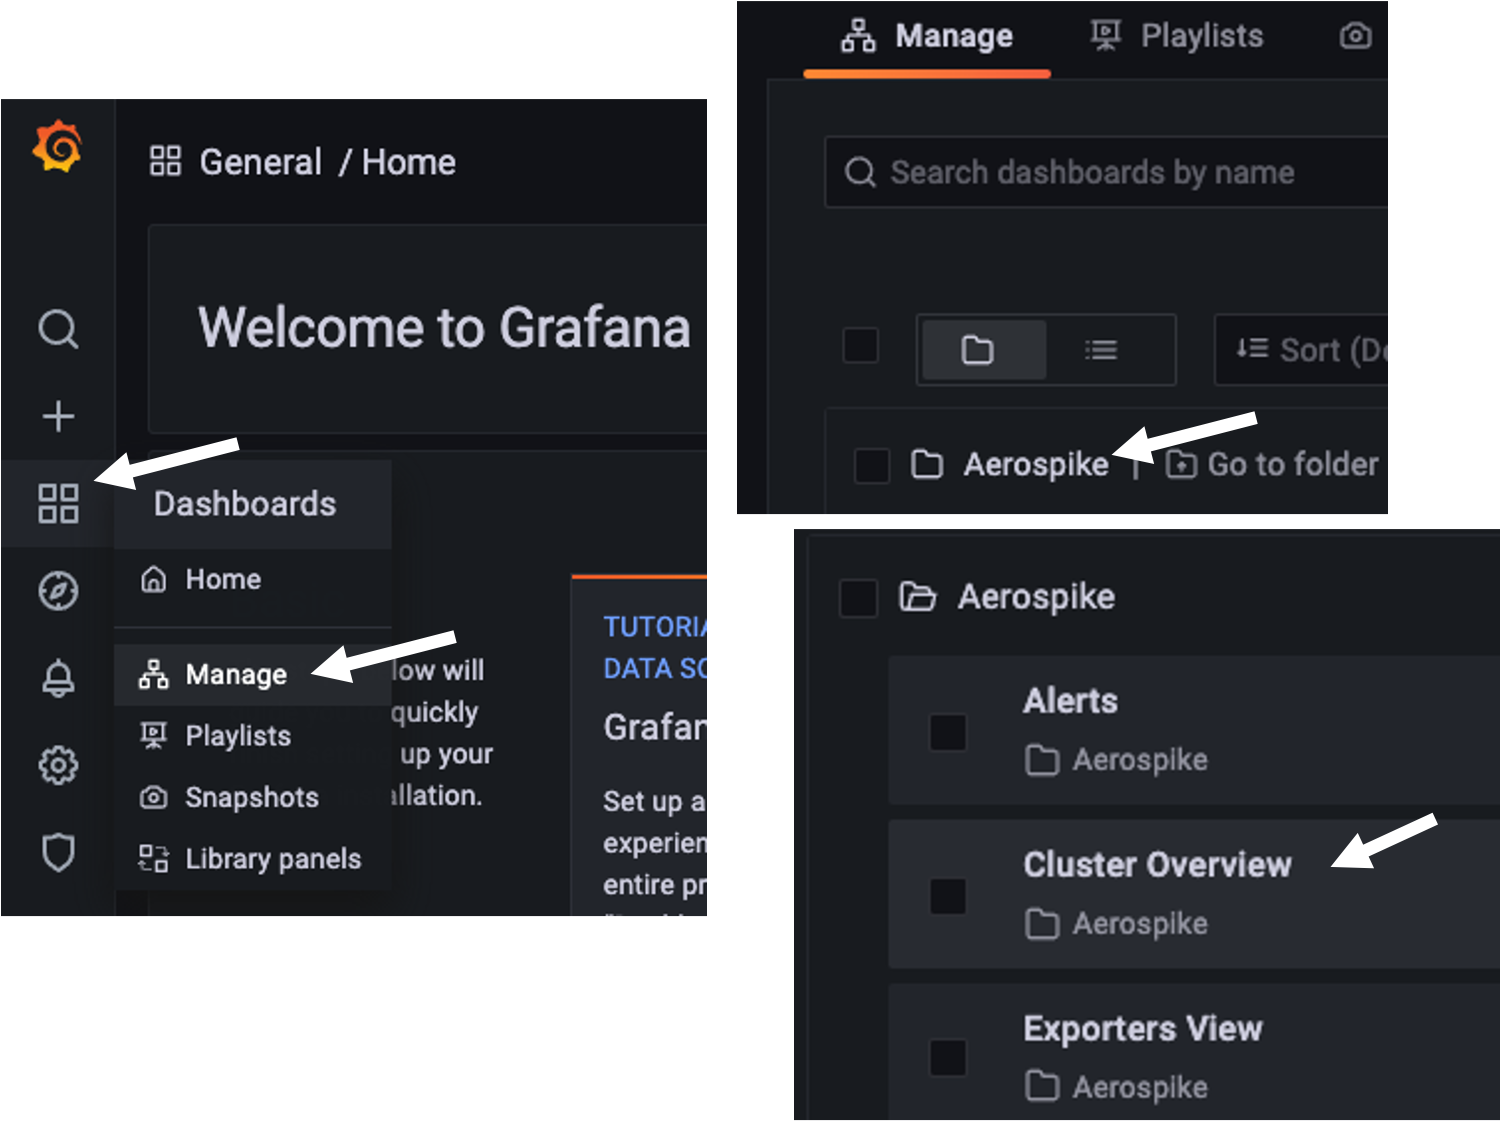 General / Home
Welcome to Grafana
Dashboards
Home
Manage
Playlists
Snapshots
Library panels
low will
quickly
up your
allation.
TUTORIA
DATA SO
Grafan
Set up a
experien
entire pr
Manage Playlists
Search dashboards by name
Sort (De
Aerospike | Go to folder
Aerospike
Alerts
Aerospike
Cluster Overview
Aerospike
Exporters View
Aerospike